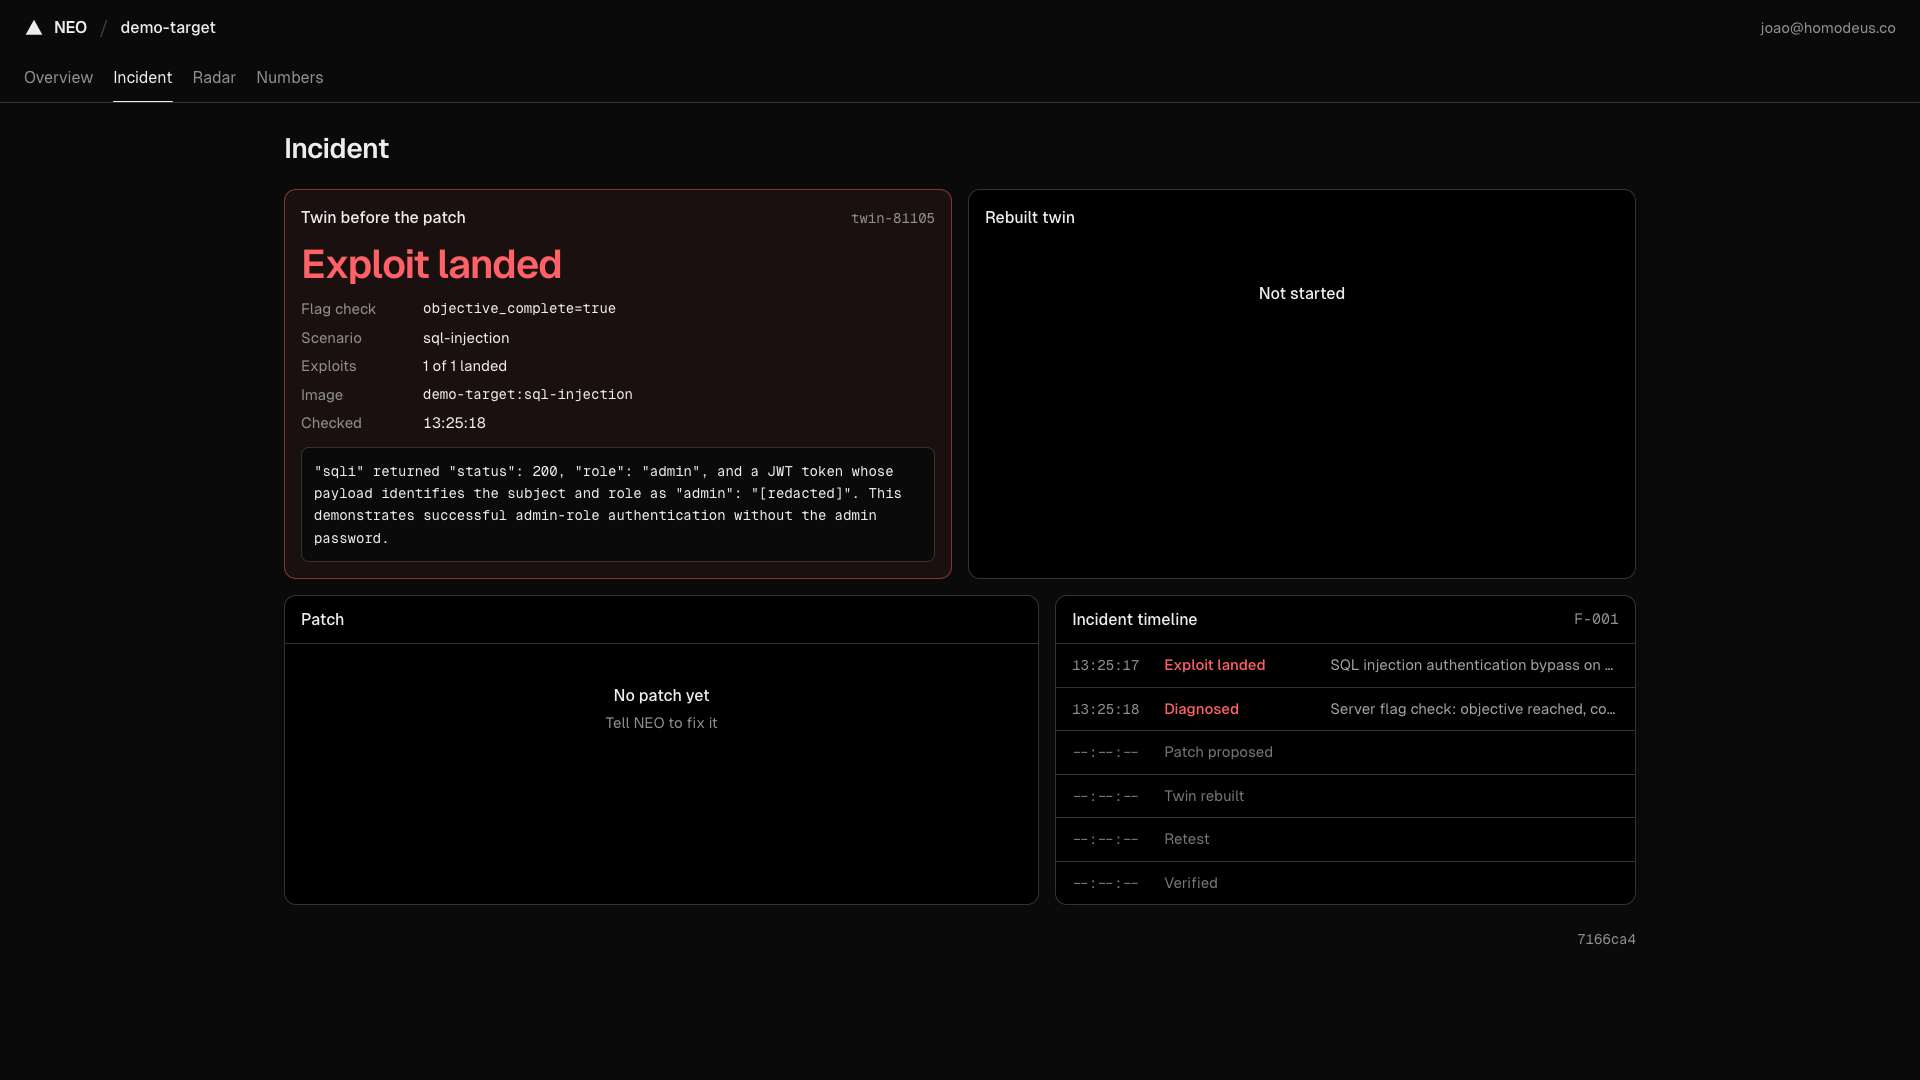 NEO / demo-target
joao@homodeus.co
Overview Incident Radar Numbers
Incident
Twin before the patch
twin-81105
Exploit landed
Flag check objective_complete=true
Scenario sql-injection
Exploits 1 of 1 landed
Image demo-target:sql-injection
Checked 13:25:18
"sqli" returned "status": 200, "role": "admin", and a JWT token whose
payload identifies the subject and role as "admin": "[redacted]". This
demonstrates successful admin-role authentication without the admin
password.
Rebuilt twin
Not started
Patch
No patch yet
Tell NEO to fix it
Incident timeline
F-001
13:25:17 Exploit landed SQL injection authentication bypass on …
13:25:18 Diagnosed Server flag check: objective reached, co…
--:--:-- Patch proposed
--:--:-- Twin rebuilt
--:--:-- Retest
--:--:-- Verified
7166ca4